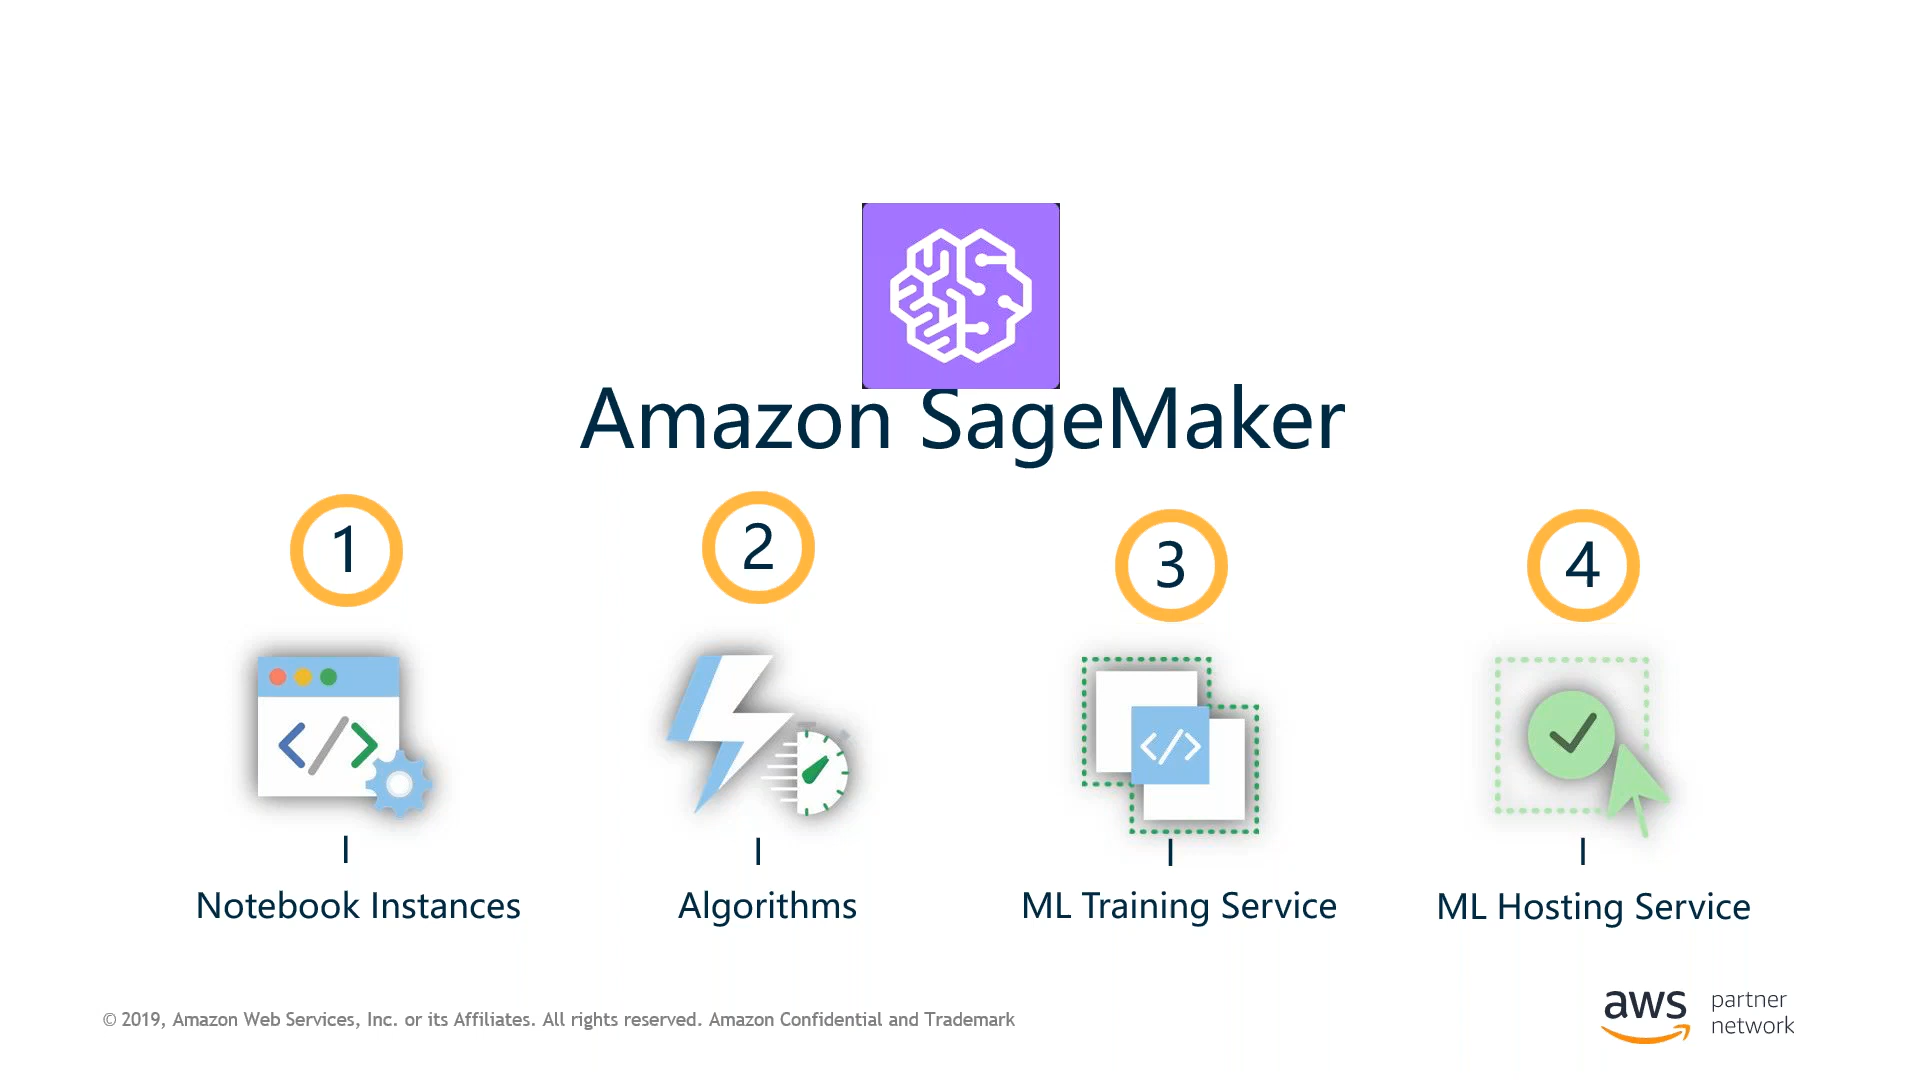 Amazon SageMaker
1
2
3
4
</>
</>
Notebook Instances
Algorithms
ML Training Service
ML Hosting Service
© 2019, Amazon Web Services, Inc. or its Affiliates. All rights reserved. Amazon Confidential and Trademark
aws
partner
network